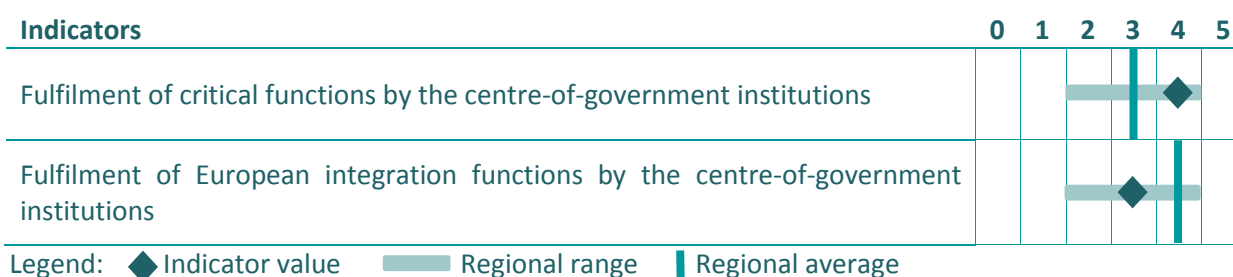 Indicators 0 1 2 3 4 5
Fulfilment of critical functions by the centre-of-government institutions
Fulfilment of European integration functions by the centre-of-government
institutions
Legend: Indicator value Regional range Regional average